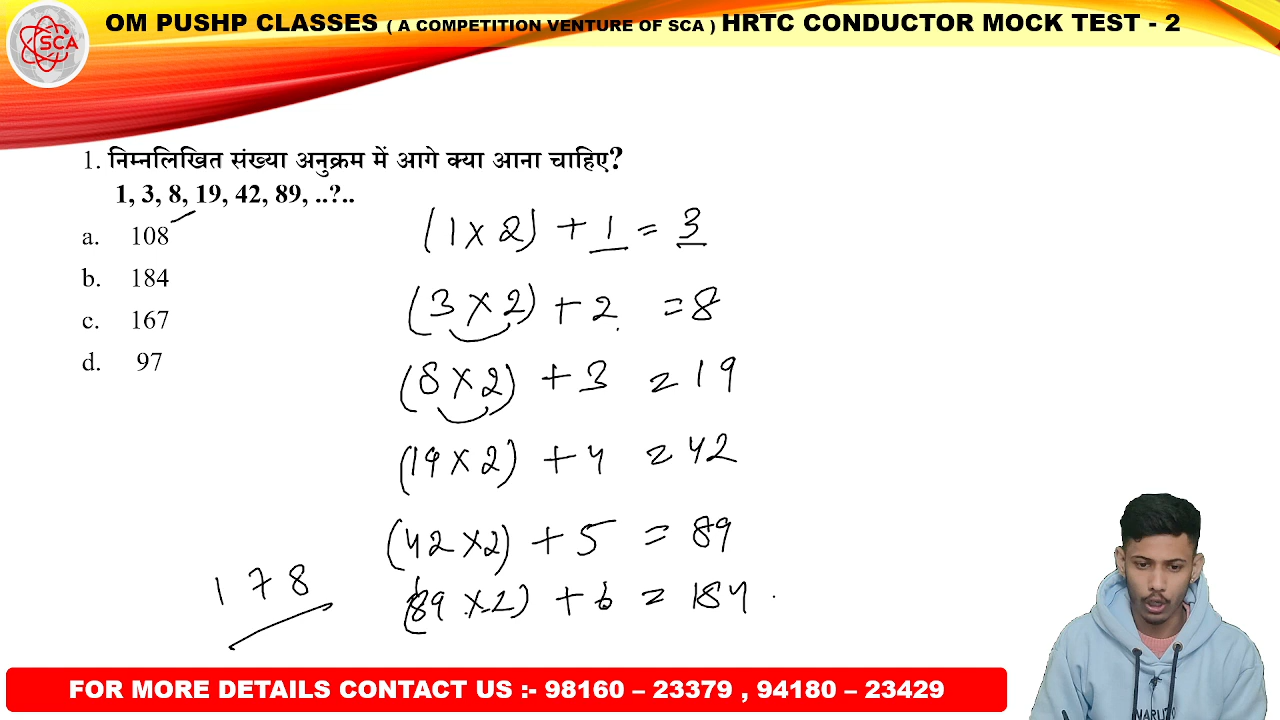 SCA
OM PUSHP CLASSES ( A COMPETITION VENTURE OF SCA ) HRTC CONDUCTOR MOCK TEST - 2
1. निम्नलिखित संख्या अनुक्रम में आगे क्या आना चाहिए?
1, 3, 8, 19, 42, 89, ..?..
a. 108
b. 184
c. 167
d. 97
(1 x 2) + 1 = 3
(3 x 2) + 2 = 8
(8 x 2) + 3 = 19
(19 x 2) + 4 = 42
(42 x 2) + 5 = 89
(89 x 2) + 6 = 184
178
FOR MORE DETAILS CONTACT US :- 98160 – 23379 , 94180 – 23429